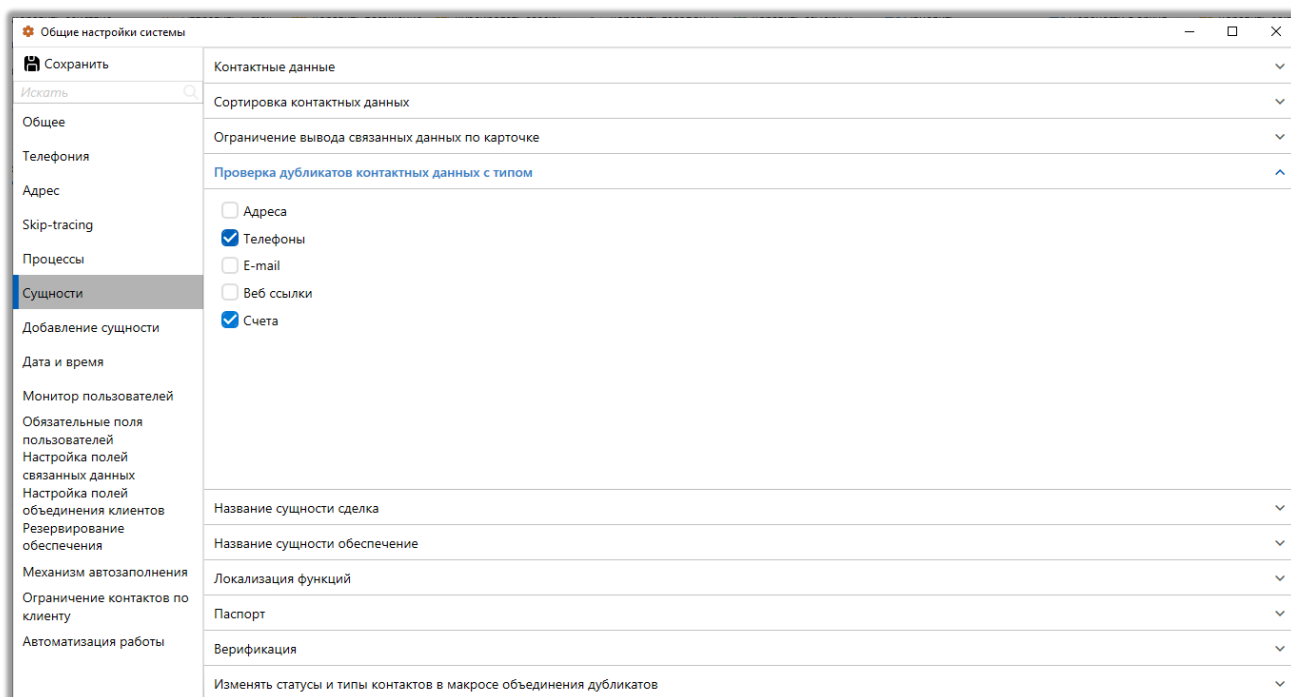 Общие настройки системы
Сохранить
Искать
Общее
Телефония
Адрес
Skip-tracing
Процессы
Сущности
Добавление сущности
Дата и время
Монитор пользователей
Обязательные поля
пользователей
Настройка полей
связанных данных
Настройка полей
объединения клиентов
Резервирование
обеспечения
Механизм автозаполнения
Ограничение контактов по
клиенту
Автоматизация работы
Контактные данные
Сортировка контактных данных
Ограничение вывода связанных данных по карточке
Проверка дубликатов контактных данных с типом
Адреса
Телефоны
E-mail
Веб ссылки
Счета
Название сущности сделка
Название сущности обеспечение
Локализация функций
Паспорт
Верификация
Изменять статусы и типы контактов в макросе объединения дубликатов